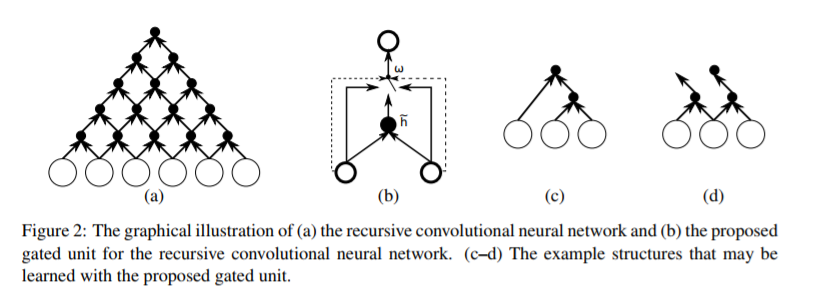 ω
h̃
(a)
(b)
(c)
(d)
Figure 2: The graphical illustration of (a) the recursive convolutional neural network and (b) the proposed
gated unit for the recursive convolutional neural network. (c–d) The example structures that may be
learned with the proposed gated unit.